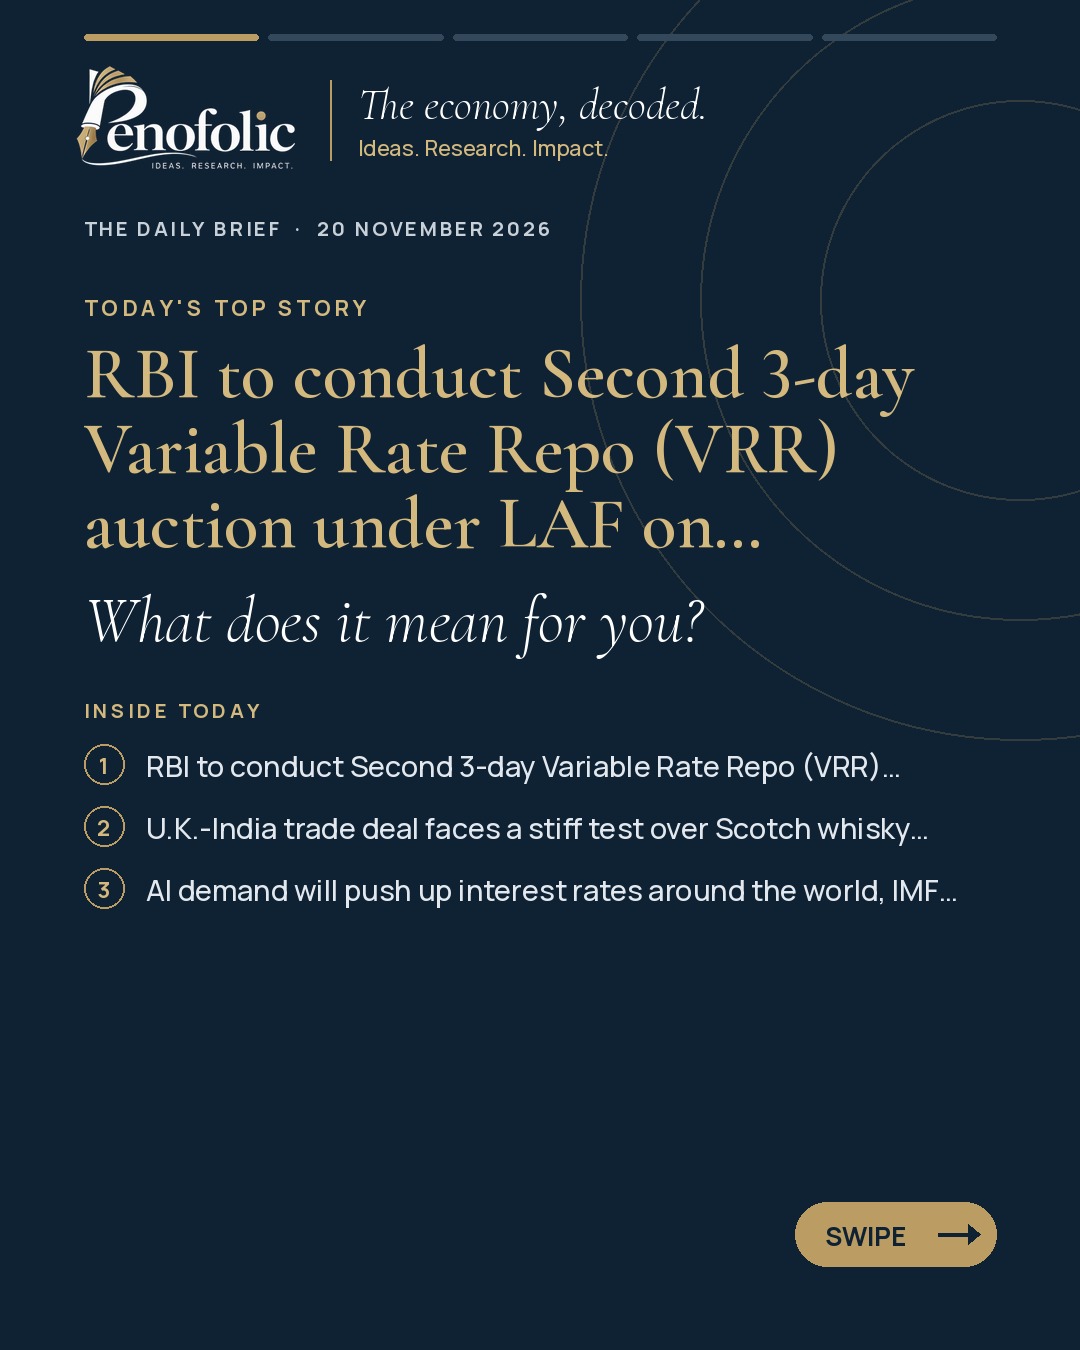 Penofolic
IDEAS. RESEARCH. IMPACT.
The economy, decoded.
Ideas. Research. Impact.
THE DAILY BRIEF · 20 NOVEMBER 2026
TODAY'S TOP STORY
RBI to conduct Second 3-day
Variable Rate Repo (VRR)
auction under LAF on...
What does it mean for you?
INSIDE TODAY
1 RBI to conduct Second 3-day Variable Rate Repo (VRR)...
2 U.K.-India trade deal faces a stiff test over Scotch whisky...
3 AI demand will push up interest rates around the world, IMF...
SWIPE